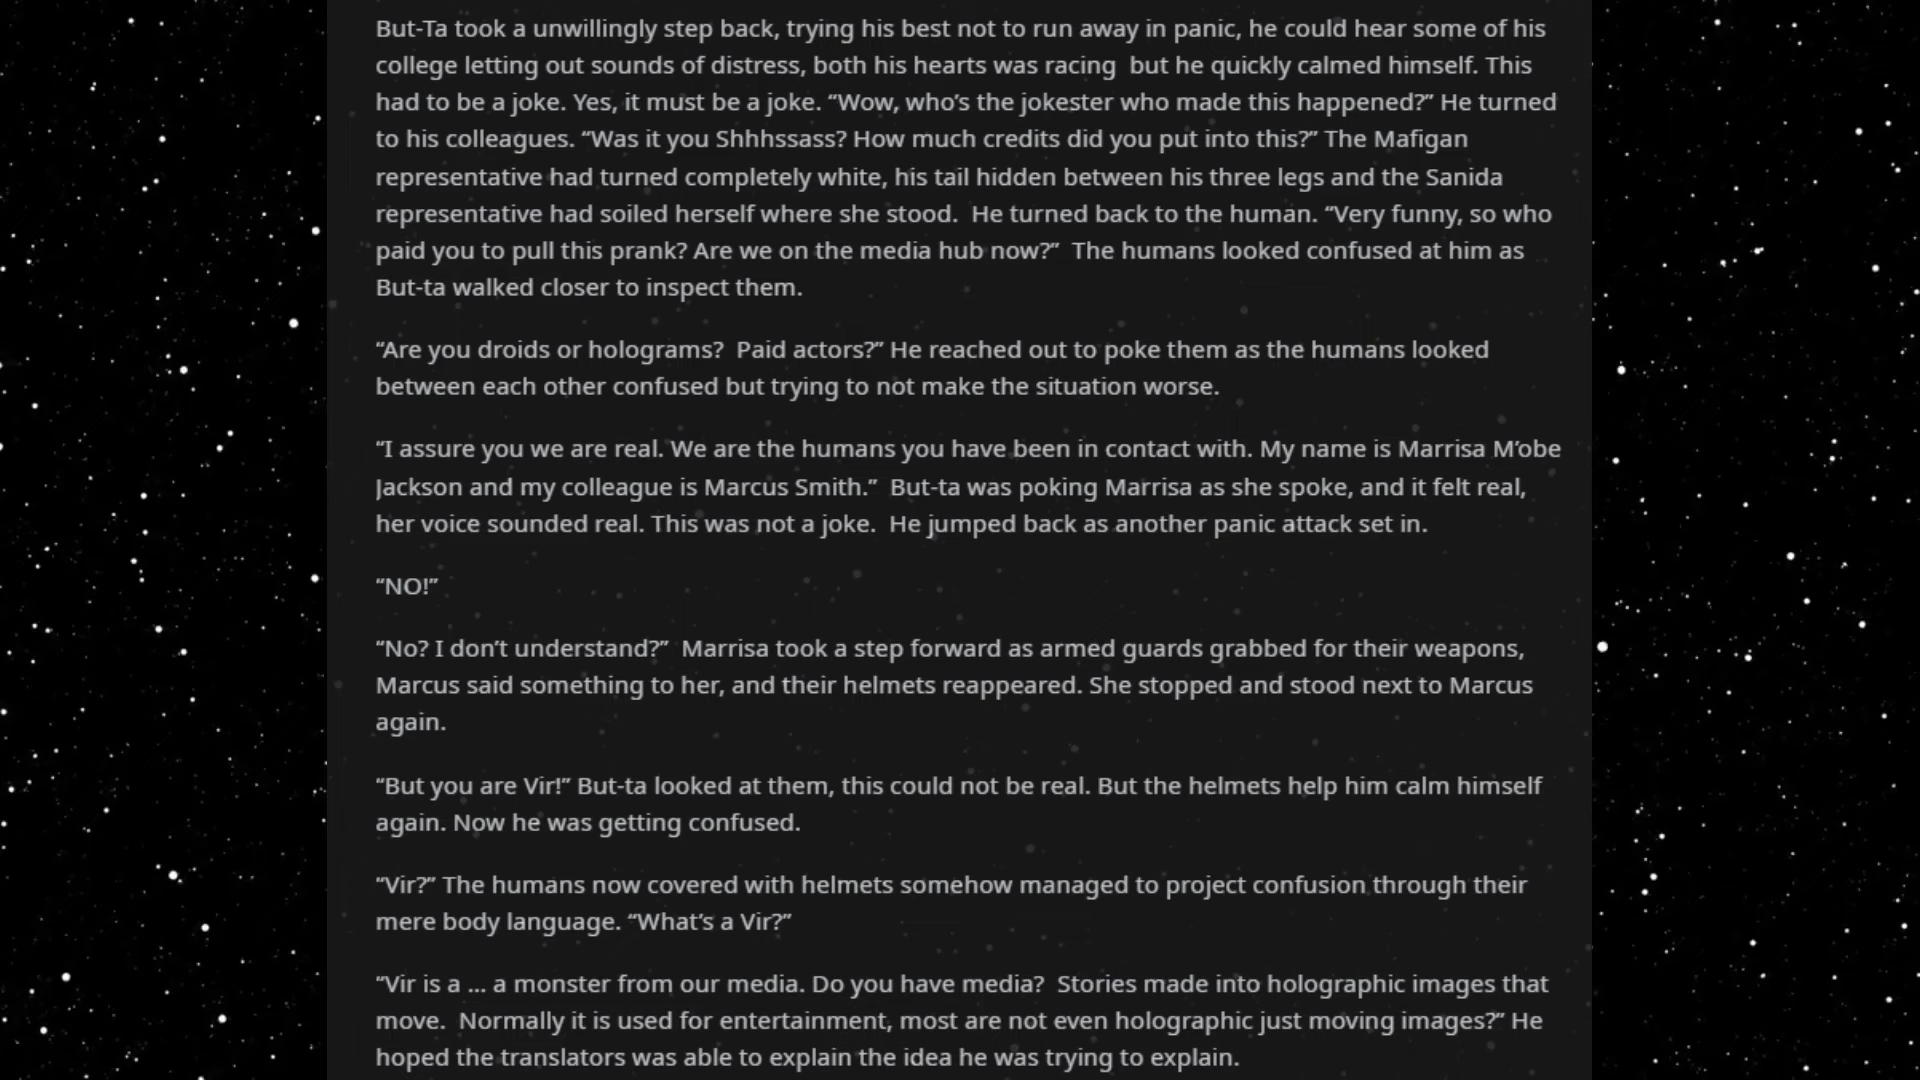 But-Ta took a unwillingly step back, trying his best not to run away in panic, he could hear some of his
college letting out sounds of distress, both his hearts was racing  but he quickly calmed himself. This
had to be a joke. Yes, it must be a joke. “Wow, who’s the jokester who made this happened?” He turned
to his colleagues. “Was it you Shhhssass? How much credits did you put into this?” The Mafigan
representative had turned completely white, his tail hidden between his three legs and the Sanida
representative had soiled herself where she stood.  He turned back to the human. “Very funny, so who
paid you to pull this prank? Are we on the media hub now?”  The humans looked confused at him as
But-ta walked closer to inspect them.
“Are you droids or holograms?  Paid actors?” He reached out to poke them as the humans looked
between each other confused but trying to not make the situation worse.
“I assure you we are real. We are the humans you have been in contact with. My name is Marrisa M’obe
Jackson and my colleague is Marcus Smith.”  But-ta was poking Marrisa as she spoke, and it felt real,
her voice sounded real. This was not a joke.  He jumped back as another panic attack set in.
“NO!”
“No? I don’t understand?”  Marrisa took a step forward as armed guards grabbed for their weapons,
Marcus said something to her, and their helmets reappeared. She stopped and stood next to Marcus
again.
“But you are Vir!” But-ta looked at them, this could not be real. But the helmets help him calm himself
again. Now he was getting confused.
“Vir?” The humans now covered with helmets somehow managed to project confusion through their
mere body language. “What’s a Vir?”
“Vir is a … a monster from our media. Do you have media?  Stories made into holographic images that
move.  Normally it is used for entertainment, most are not even holographic just moving images?” He
hoped the translators was able to explain the idea he was trying to explain.